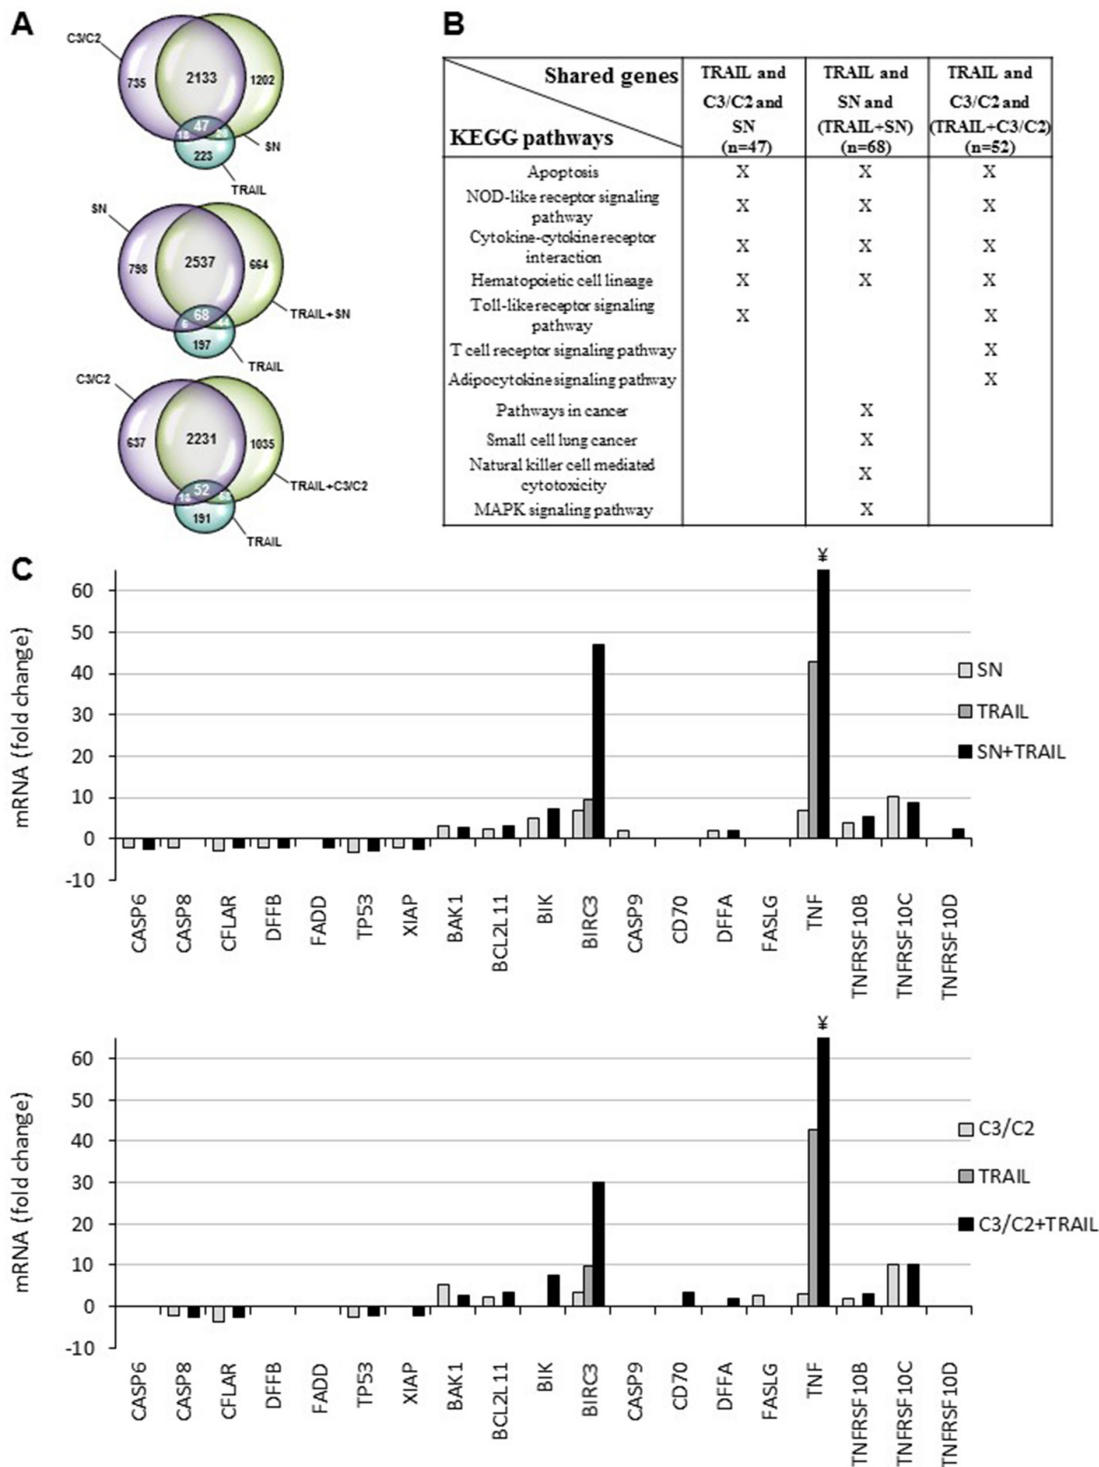 A
C3/C2
735
2133
1202
47
18
223
SN
TRAIL
SN
798
2537
664
68
6
197
TRAIL+SN
TRAIL
C3/C2
637
2231
1035
52
191
TRAIL+C3/C2
TRAIL
B
Shared genes
KEGG pathways
TRAIL and
C3/C2 and
SN
(n=47)
TRAIL and
SN and
(TRAIL+SN)
(n=68)
TRAIL and
C3/C2 and
(TRAIL+C3/C2)
(n=52)
Apoptosis X X X
NOD-like receptor signaling
pathway X X X
Cytokine-cytokine receptor
interaction X X X
Hematopoietic cell lineage X X X
Toll-like receptor signaling
pathway X X
T cell receptor signaling pathway X
Adipocytokine signaling pathway X
Pathways in cancer X
Small cell lung cancer X
Natural killer cell mediated
cytotoxicity X
MAPK signaling pathway X
C
mRNA (fold change)
60
50
40
30
20
10
0
-10
¥
SN
TRAIL
SN+TRAIL
CASP6
CASP8
CFLAR
DFFB
FADD
TP53
XIAP
BAK1
BCL2L11
BIK
BIRC3
CASP9
CD70
DFFA
FASLG
TNF
TNFRSF10B
TNFRSF10C
TNFRSF10D
mRNA (fold change)
60
50
40
30
20
10
0
-10
¥
C3/C2
TRAIL
C3/C2+TRAIL
CASP6
CASP8
CFLAR
DFFB
FADD
TP53
XIAP
BAK1
BCL2L11
BIK
BIRC3
CASP9
CD70
DFFA
FASLG
TNF
TNFRSF10B
TNFRSF10C
TNFRSF10D